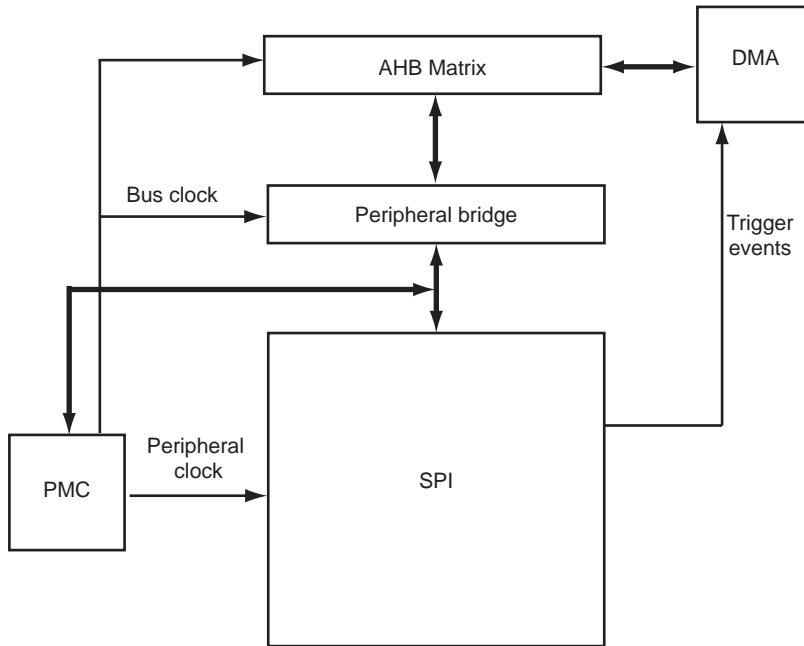 AHB Matrix
DMA
Bus clock
Peripheral bridge
Trigger
events
Peripheral
clock
PMC
SPI